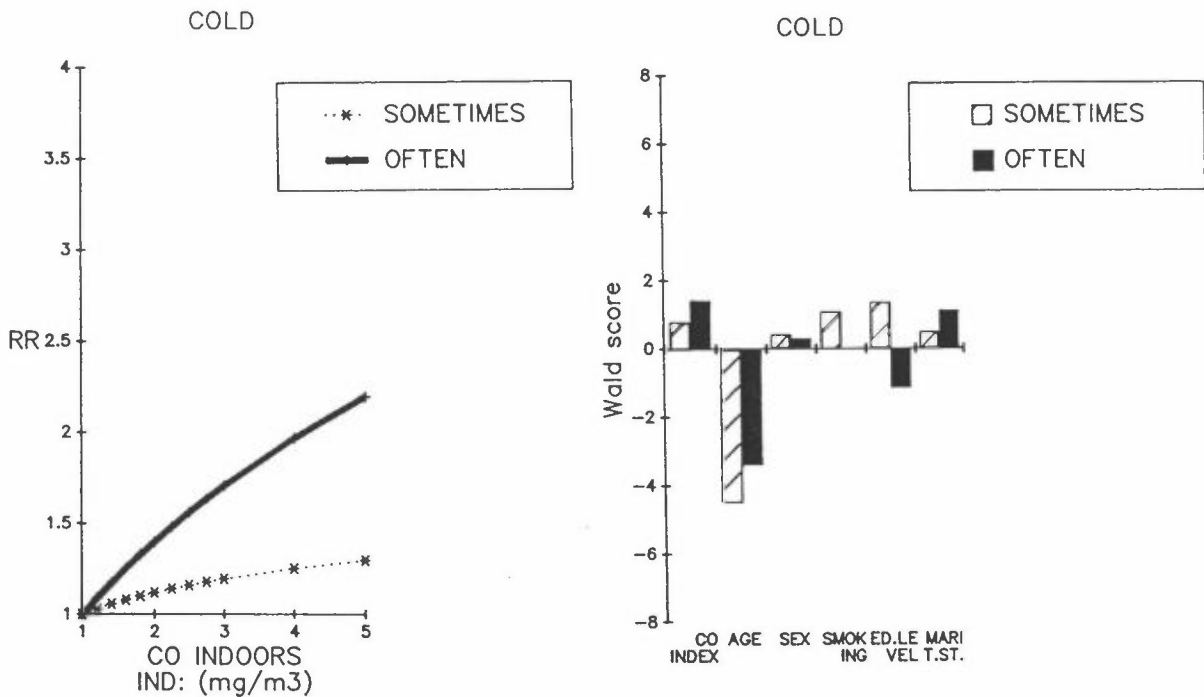 COLD
4
3.5
3
RR 2.5
2
1.5
1
1 2 3 4 5
CO INDOORS
IND: (mg/m3)
SOMETIMES
OFTEN
COLD
8
6
4
2
0
-2
-4
-6
-8
Wald score
SOMETIMES
OFTEN
CO AGE SEX SMOK ED.LE MARI
INDEX ING VEL T.ST.